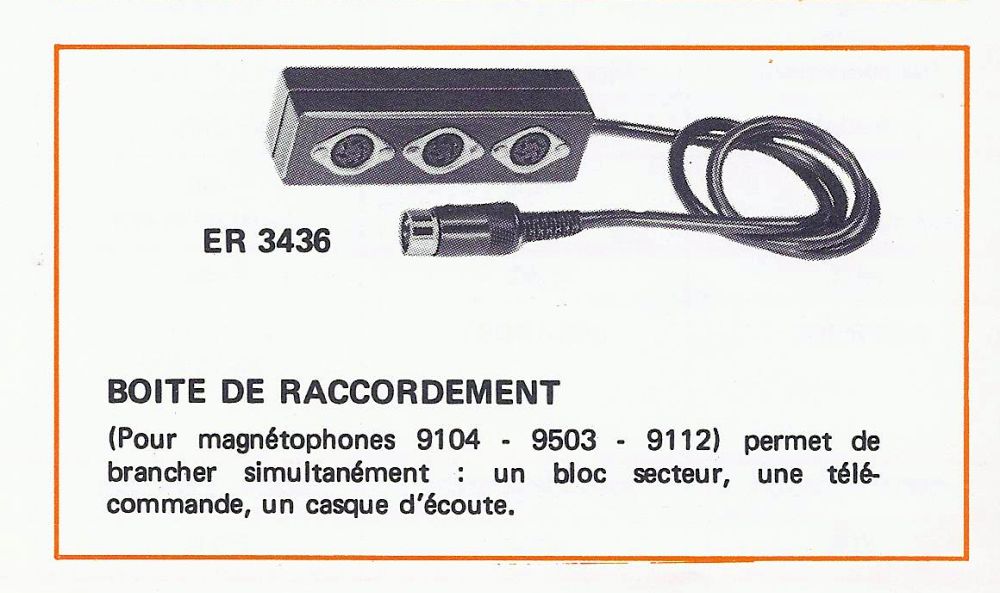 ER 3436
BOITE DE RACCORDEMENT
(Pour magnétophones 9104 - 9503 - 9112) permet de
brancher simultanément : un bloc secteur, une télé-
commande, un casque d'écoute.